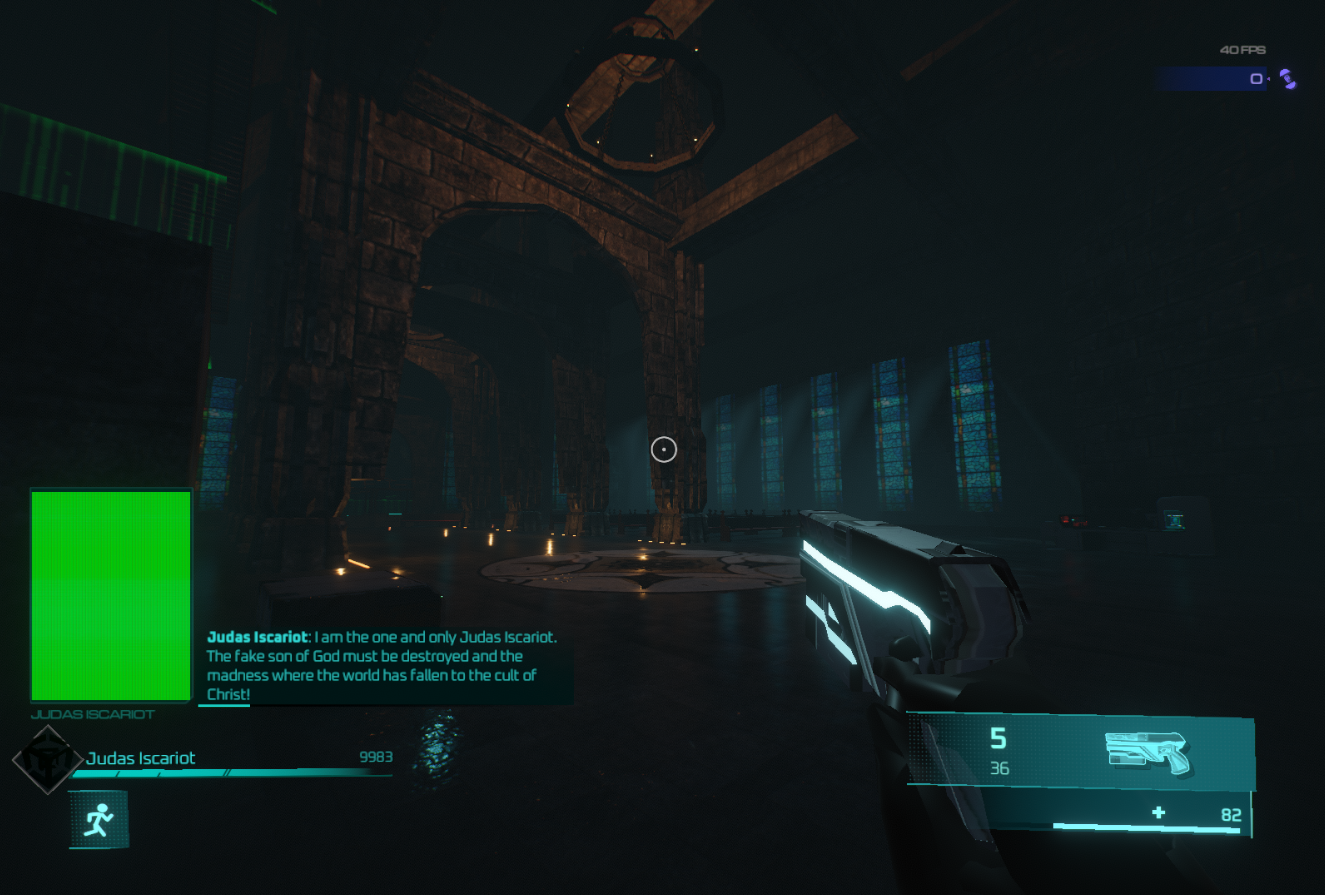 40 FPS
0
Judas Iscariot: I am the one and only Judas Iscariot.
The fake son of God must be destroyed and the
madness where the world has fallen to the cult of
Christ!
JUDAS ISCARIOT
Judas Iscariot
9983
5
36
82